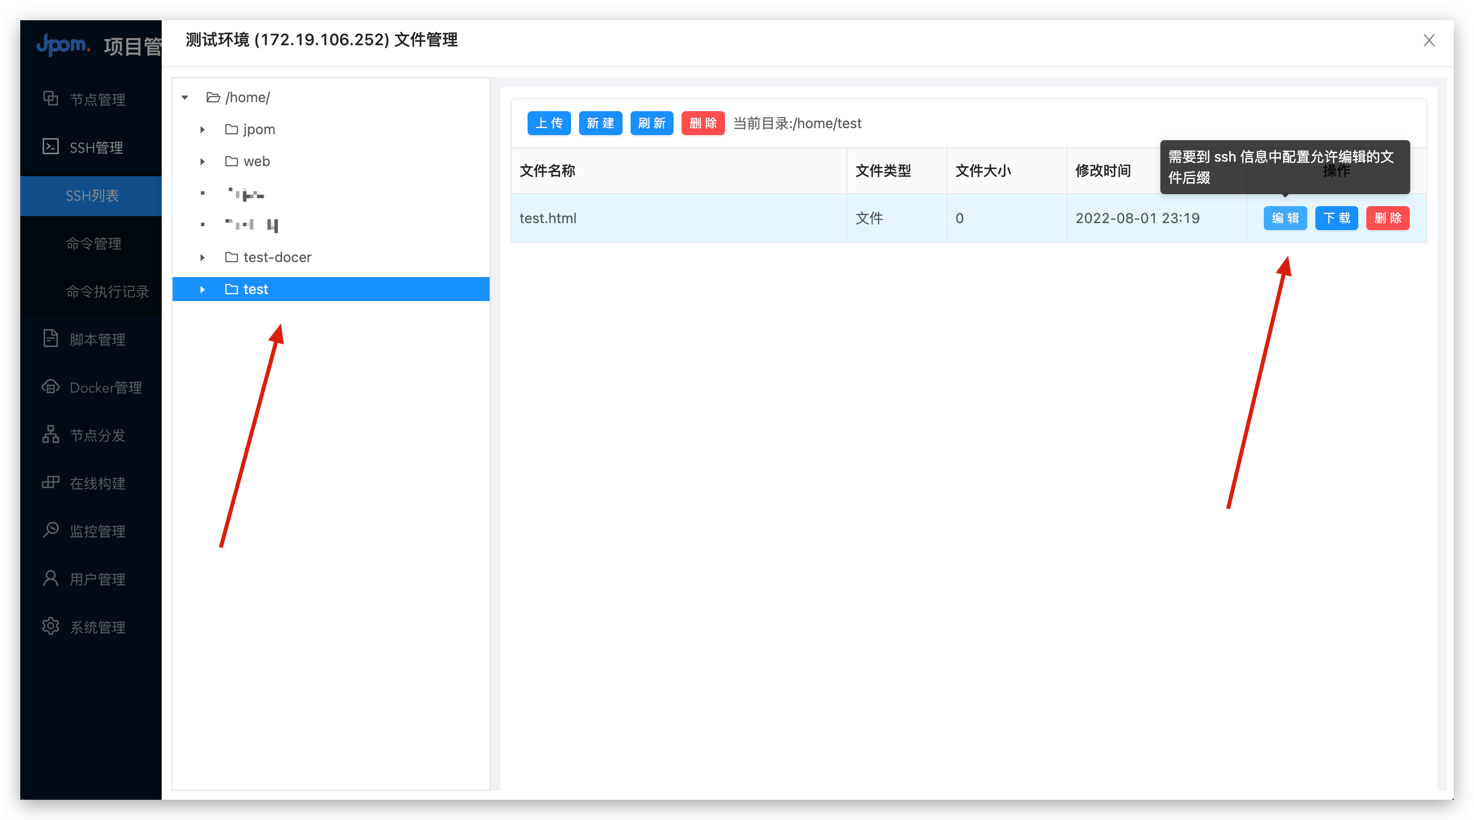 Jpom. 项目管
节点管理
SSH管理
SSH列表
命令管理
命令执行记录
脚本管理
Docker管理
节点分发
在线构建
监控管理
用户管理
系统管理
测试环境 (172.19.106.252) 文件管理
/home/
jpom
web
test-docer
test
上 传 新 建 刷 新 删 除 当前目录:/home/test
文件名称 文件类型 文件大小 修改时间 操作
需要到 ssh 信息中配置允许编辑的文
件后缀
test.html 文件 0 2022-08-01 23:19 编 辑 下 载 删 除